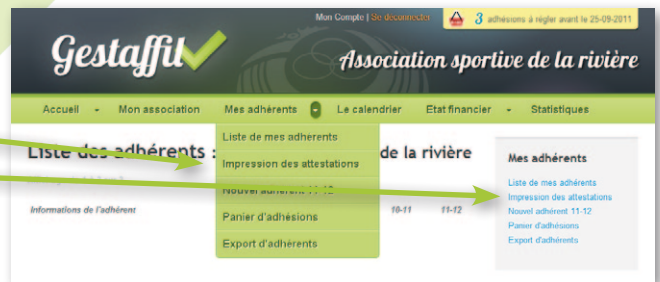 Mon Compte | Se déconnecter
3 adhésions à régler avant le 25-09-2011
Gestaffil
Association sportive de la rivière
Accueil - Mon association Mes adhérents - Le calendrier Etat financier - Statistiques
Liste des adhérents : de la rivière
Informations de l'adhérent 10-11 11-12
Liste de mes adherents
Impression des attestations
Nouvel adhérent 11-12
Panier d'adhésions
Export d'adhérents
Mes adhérents
Liste de mes adhérents
Impression des attestations
Nouvel adhérent 11-12
Panier d'adhésions
Export d'adhérents